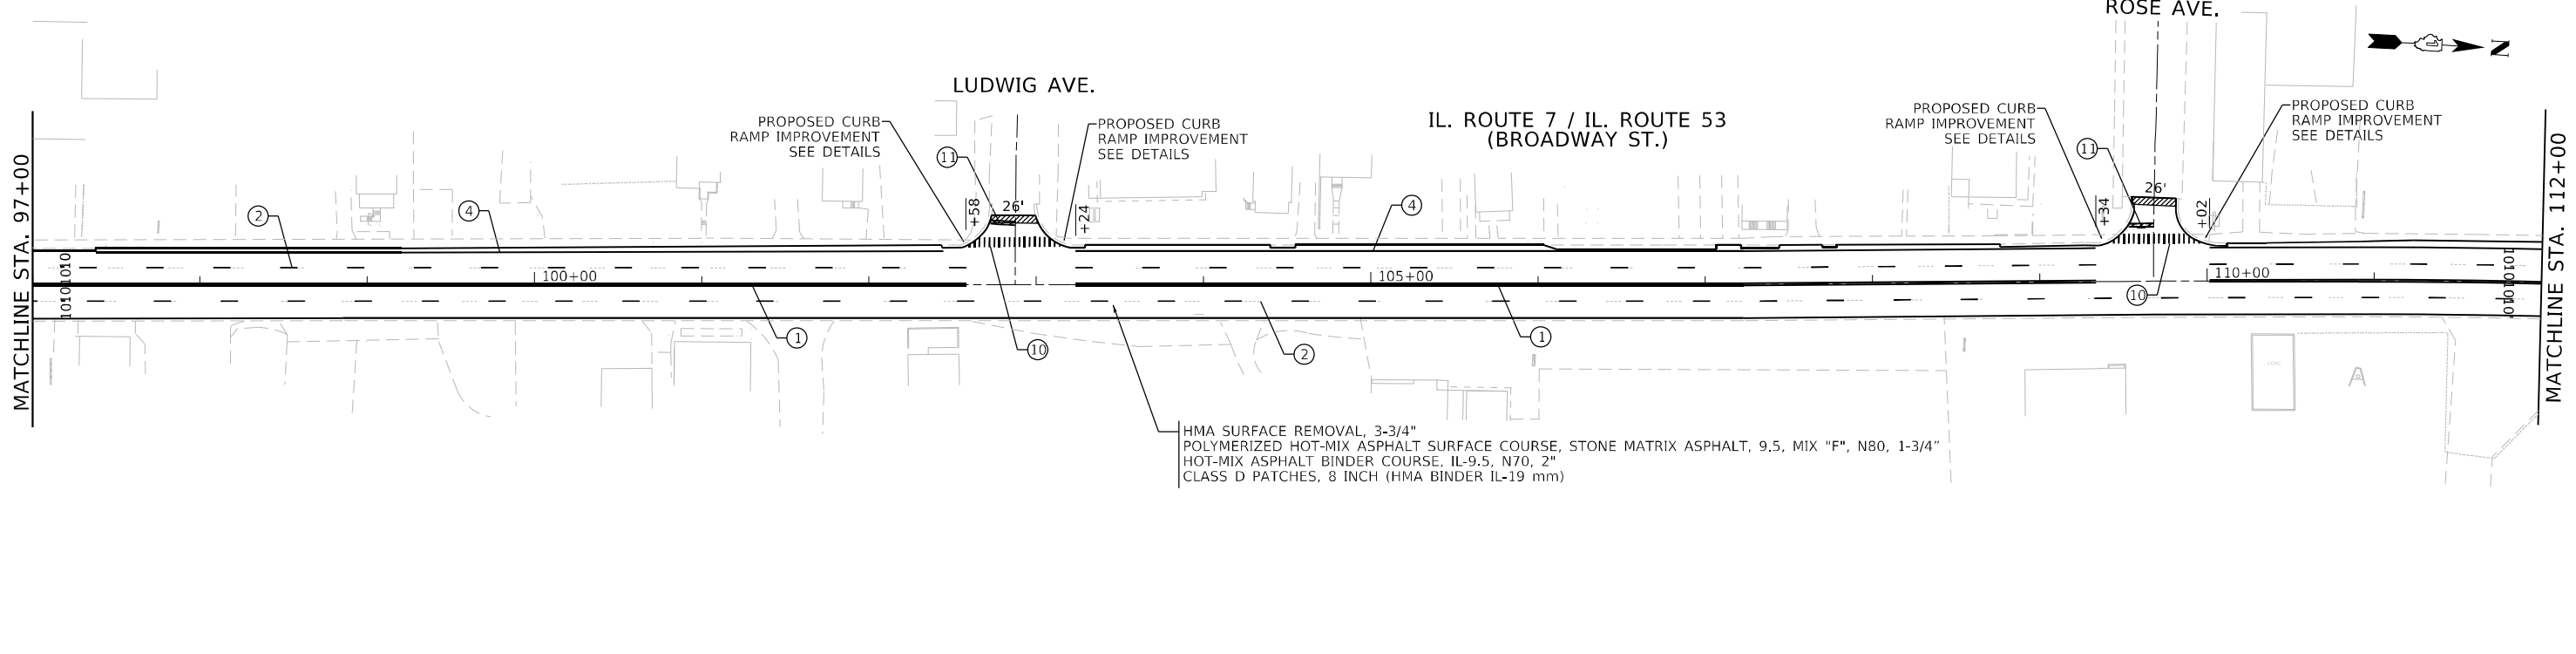 ROSE AVE.
N
LUDWIG AVE.
IL. ROUTE 7 / IL. ROUTE 53
(BROADWAY ST.)
PROPOSED CURB
RAMP IMPROVEMENT
SEE DETAILS
PROPOSED CURB
RAMP IMPROVEMENT
SEE DETAILS
PROPOSED CURB
RAMP IMPROVEMENT
SEE DETAILS
PROPOSED CURB
RAMP IMPROVEMENT
SEE DETAILS
MATCHLINE STA. 97+00
MATCHLINE STA. 112+00
11
11
26'
26'
+58
+24
+34
+02
2
4
4
100+00
105+00
110+00
10
10
1
1
2
HMA SURFACE REMOVAL, 3-3/4"
POLYMERIZED HOT-MIX ASPHALT SURFACE COURSE, STONE MATRIX ASPHALT, 9.5, MIX "F", N80, 1-3/4"
HOT-MIX ASPHALT BINDER COURSE, IL-9.5, N70, 2"
CLASS D PATCHES, 8 INCH (HMA BINDER IL-19 mm)